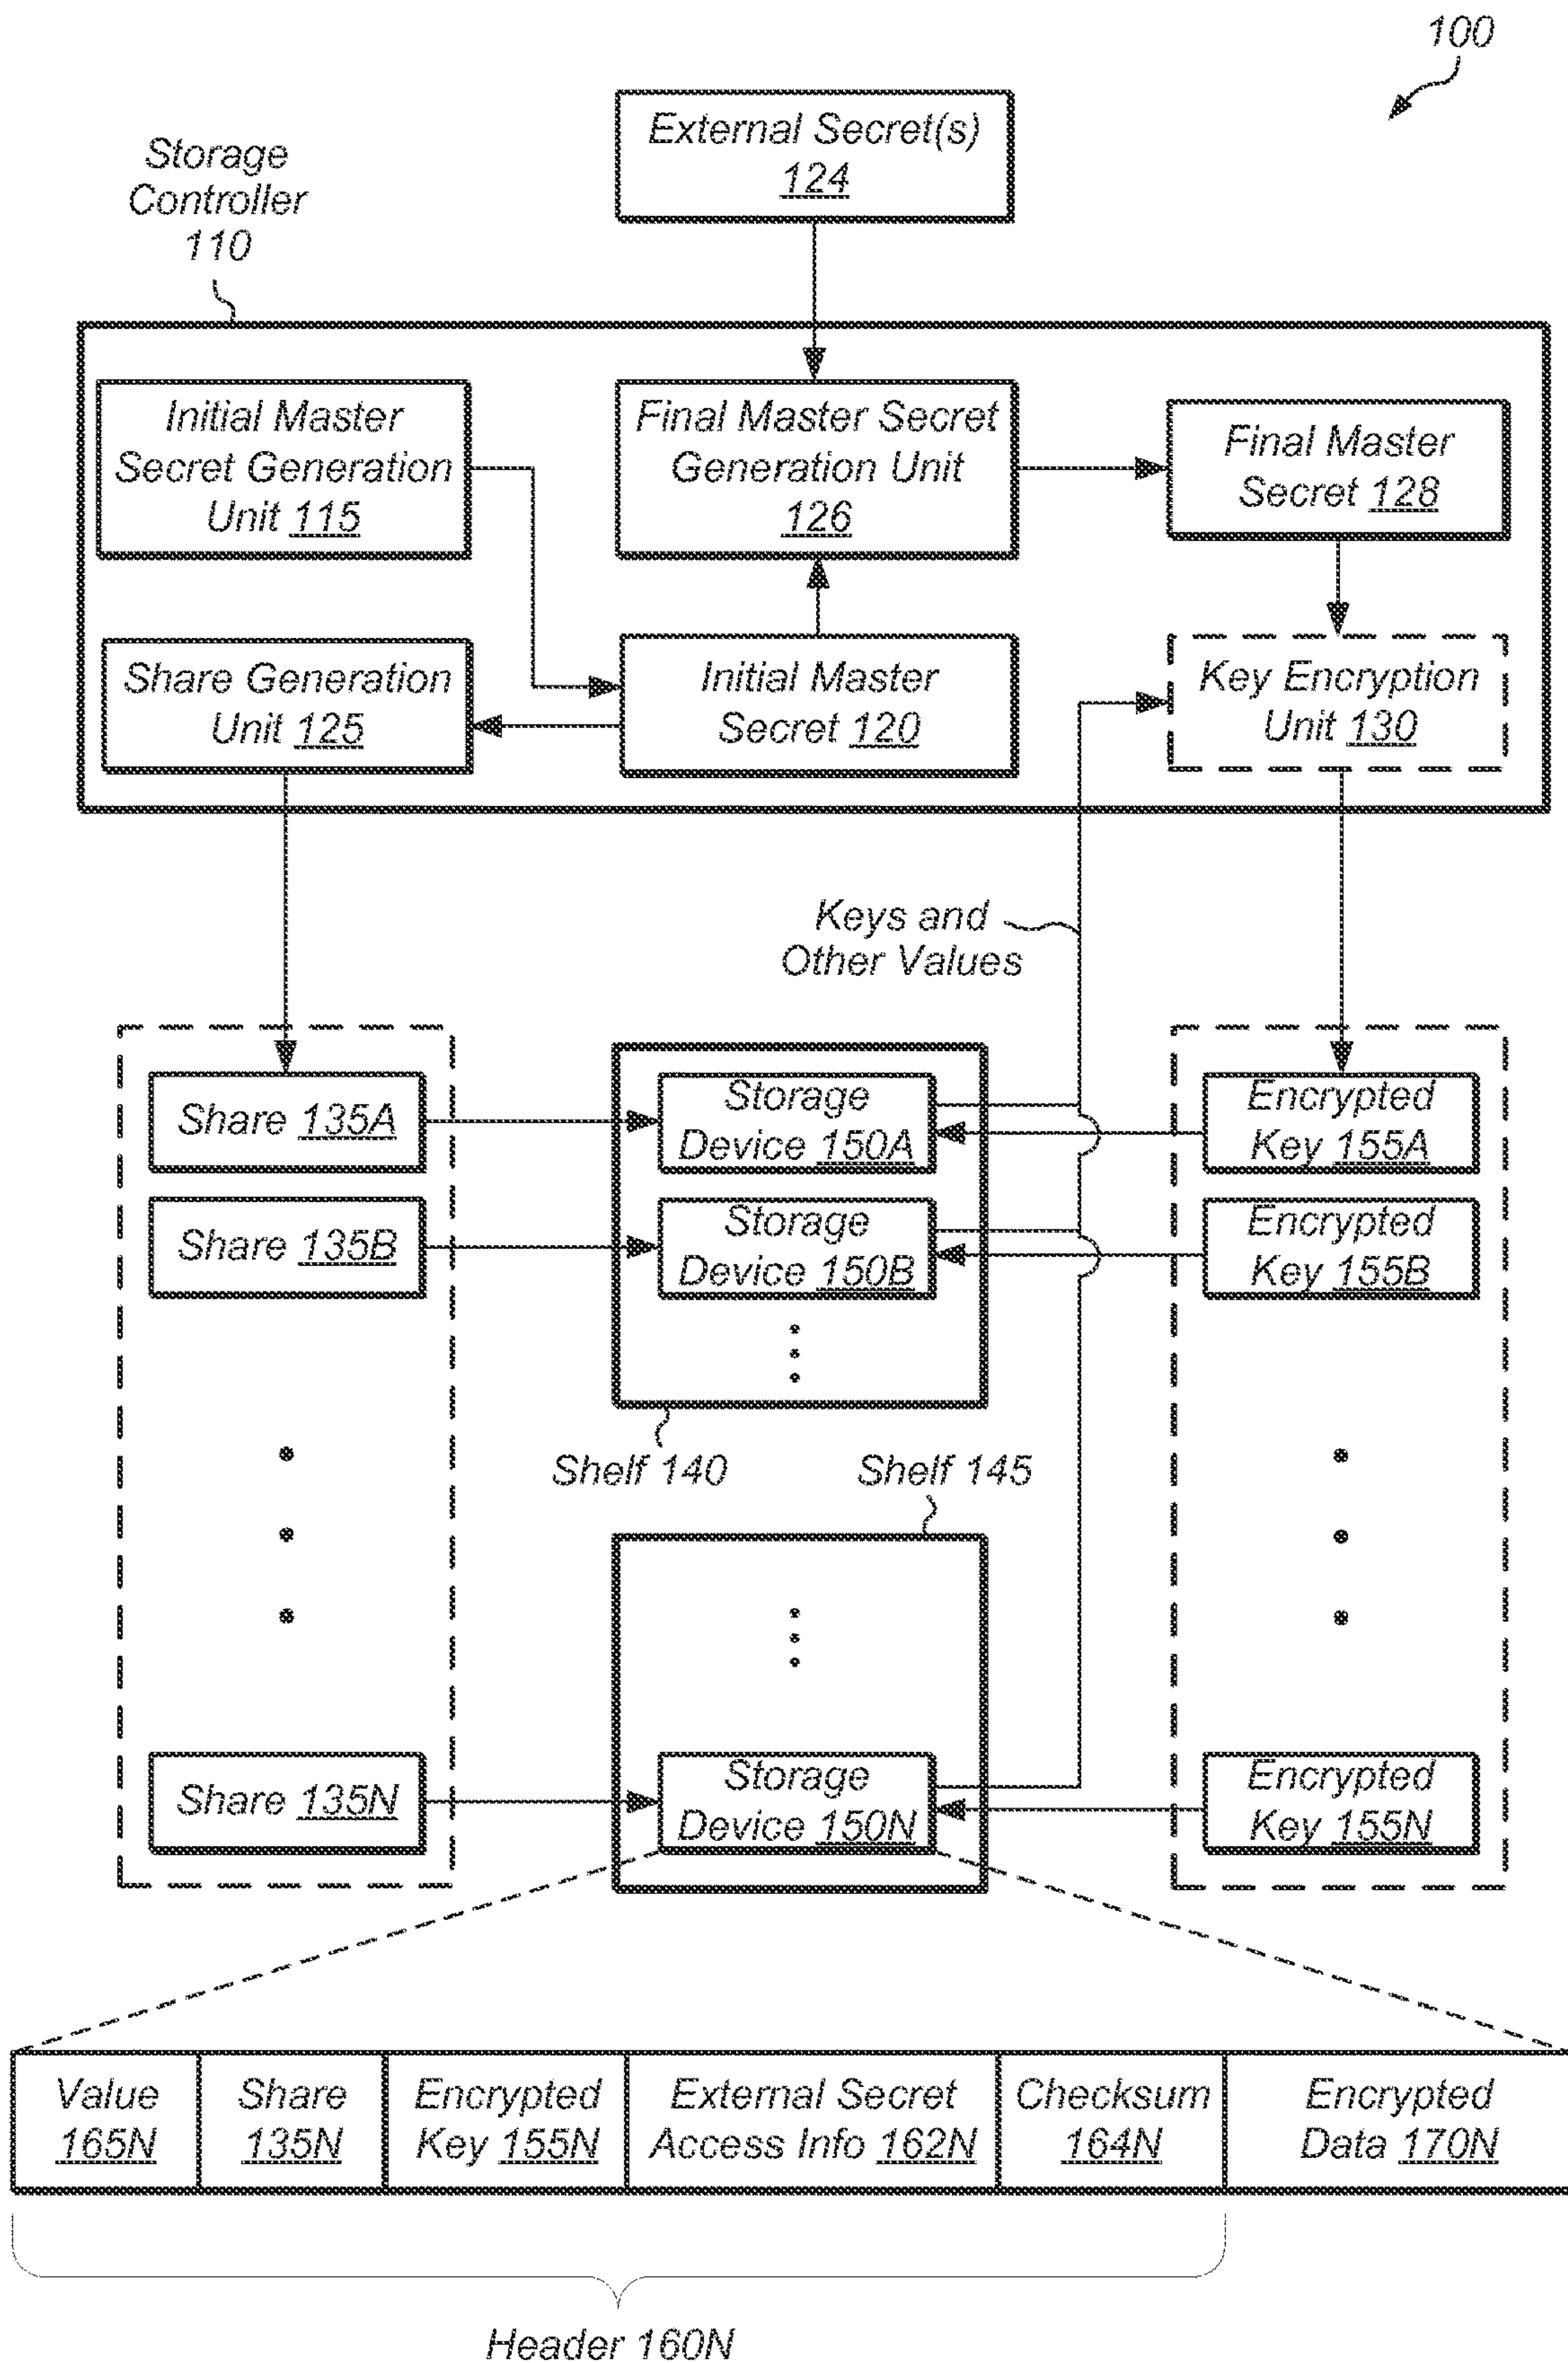 100
External Secret(s)
124
Storage
Controller
110
Initial Master
Secret Generation
Unit 115
Final Master Secret
Generation Unit
126
Final Master
Secret 128
Share Generation
Unit 125
Initial Master
Secret 120
Key Encryption
Unit 130
Keys and
Other Values
Share 135A
Storage
Device 150A
Encrypted
Key 155A
Share 135B
Storage
Device 150B
Encrypted
Key 155B
Shelf 140
Shelf 145
Share 135N
Storage
Device 150N
Encrypted
Key 155N
Value
165N
Share
135N
Encrypted
Key 155N
External Secret
Access Info 162N
Checksum
164N
Encrypted
Data 170N
Header 160N